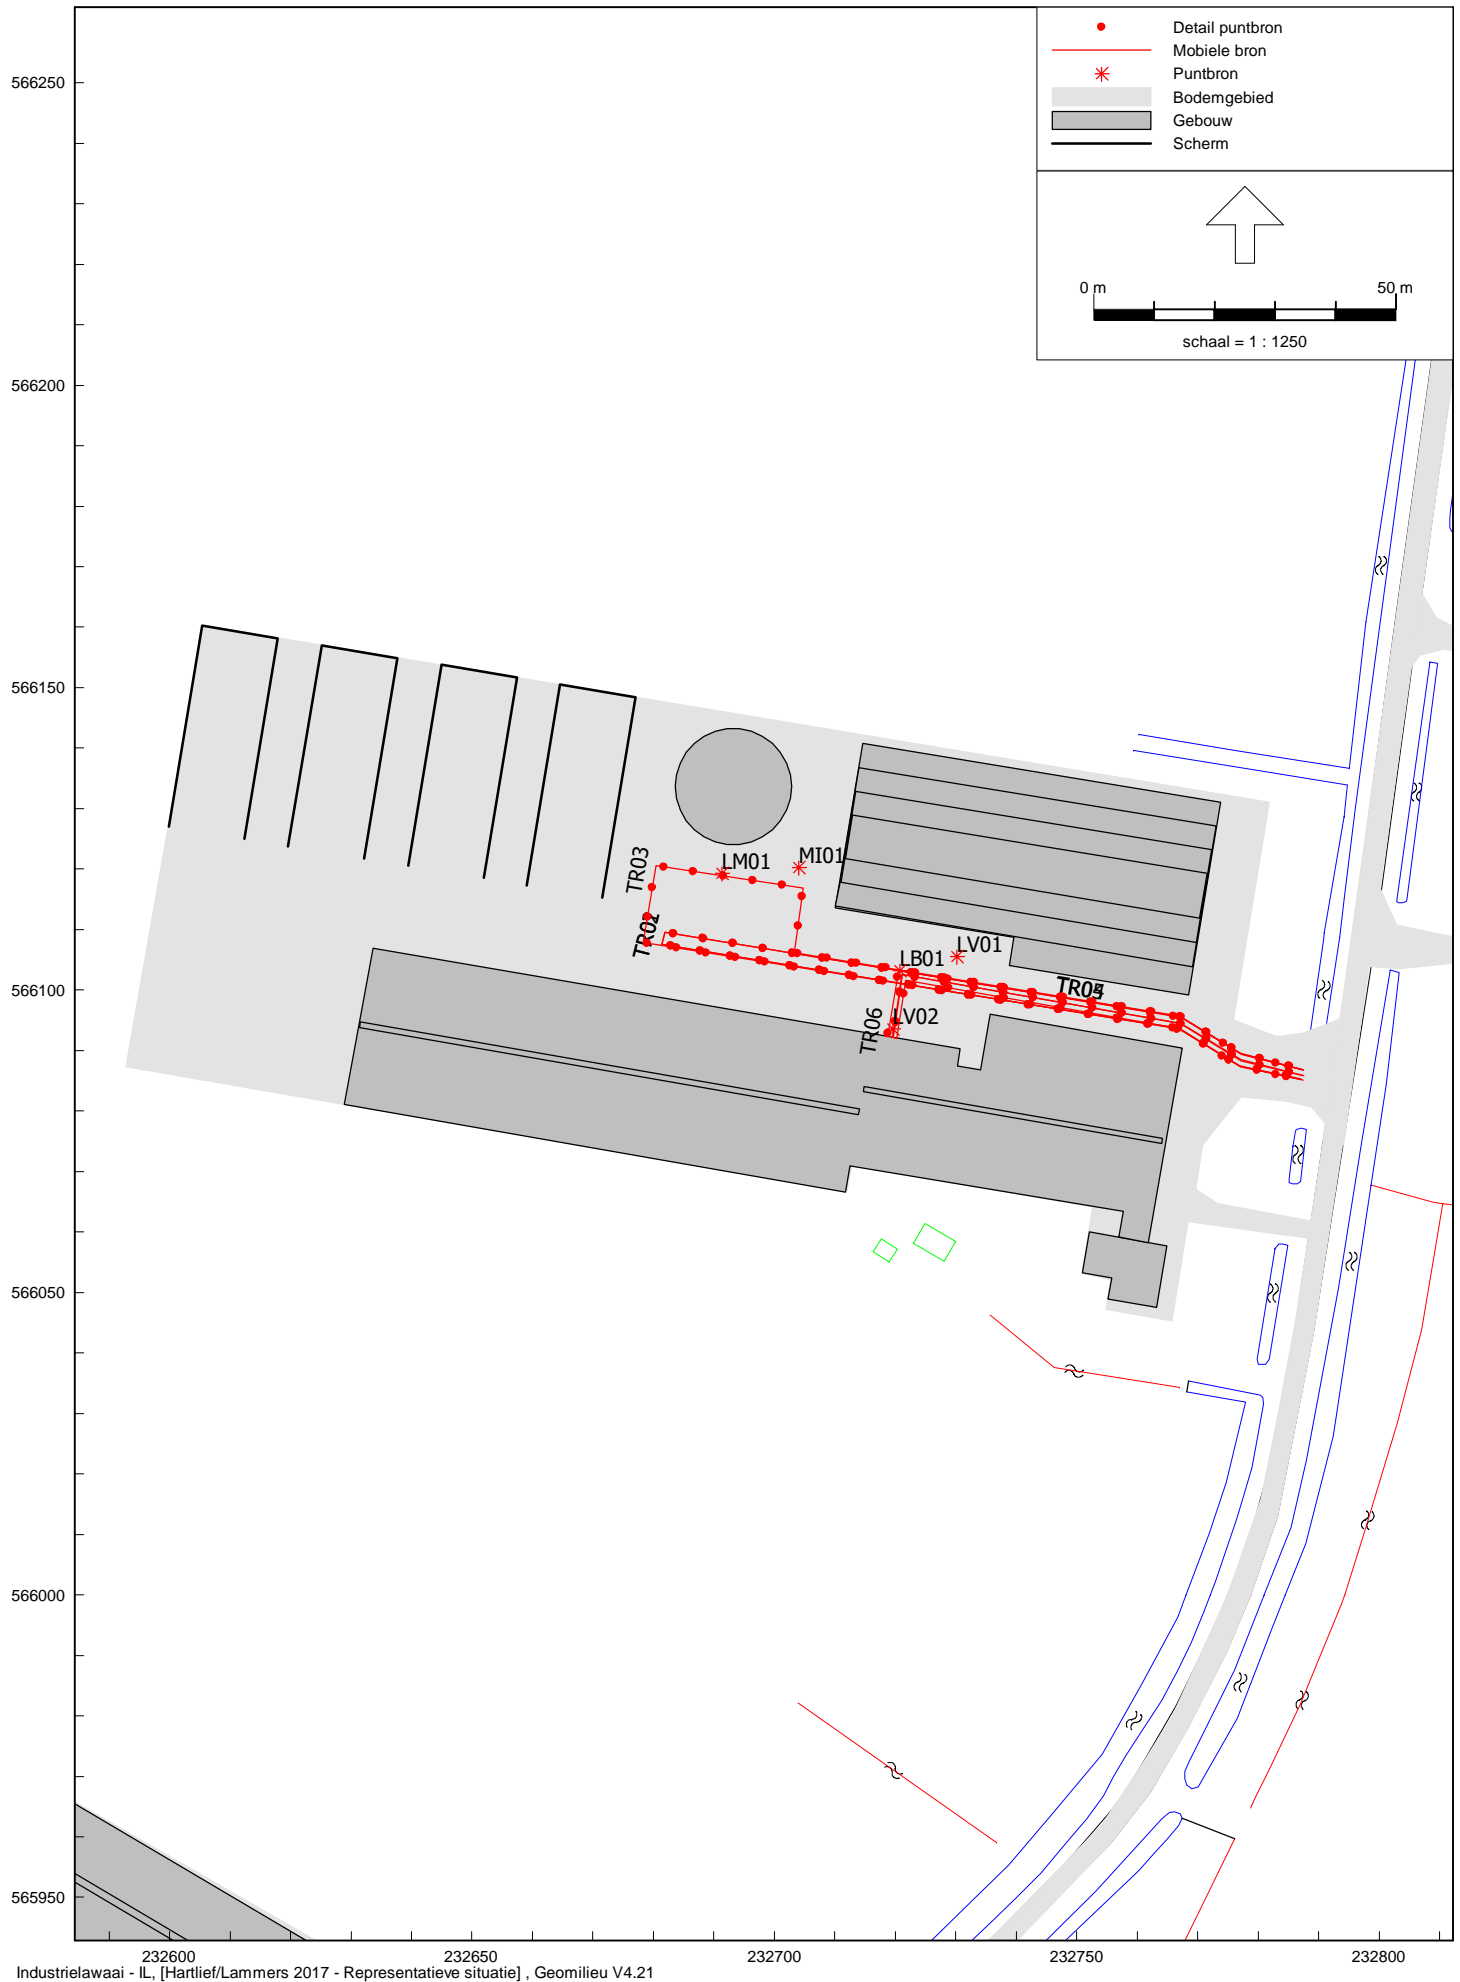 Detail puntbron
Mobiele bron
Puntbron
Bodemgebied
Gebouw
Scherm
0 m
50 m
schaal = 1 : 1250
566250
566200
566150
566100
566050
566000
565950
TR03
LM01
MI01
LB01
LV01
LV02
TR06
232600
232650
232700
232750
232800
Industrielawaai - IL, [Hartlief/Lammers 2017 - Representatieve situatie] , Geomilieu V4.21